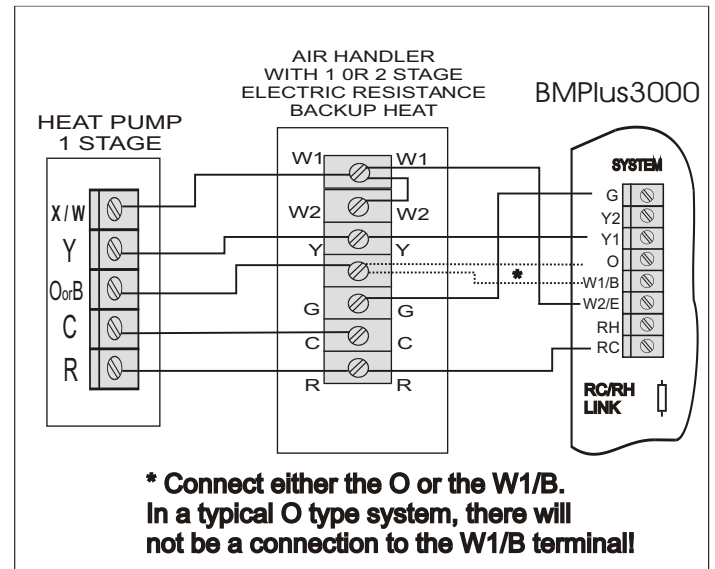 AIR HANDLER
WITH 1 0R 2 STAGE
ELECTRIC RESISTANCE
BACKUP HEAT
BMPlus3000
HEAT PUMP
1 STAGE
X / W
Y
OorB
C
R
W1
W2
Y
G
C
R
W1
W2
Y
G
C
R
*
SYSTEM
G
Y2
Y1
O
W1/B
W2/E
RH
RC
RC/RH
LINK
* Connect either the O or the W1/B.
In a typical O type system, there will
not be a connection to the W1/B terminal!